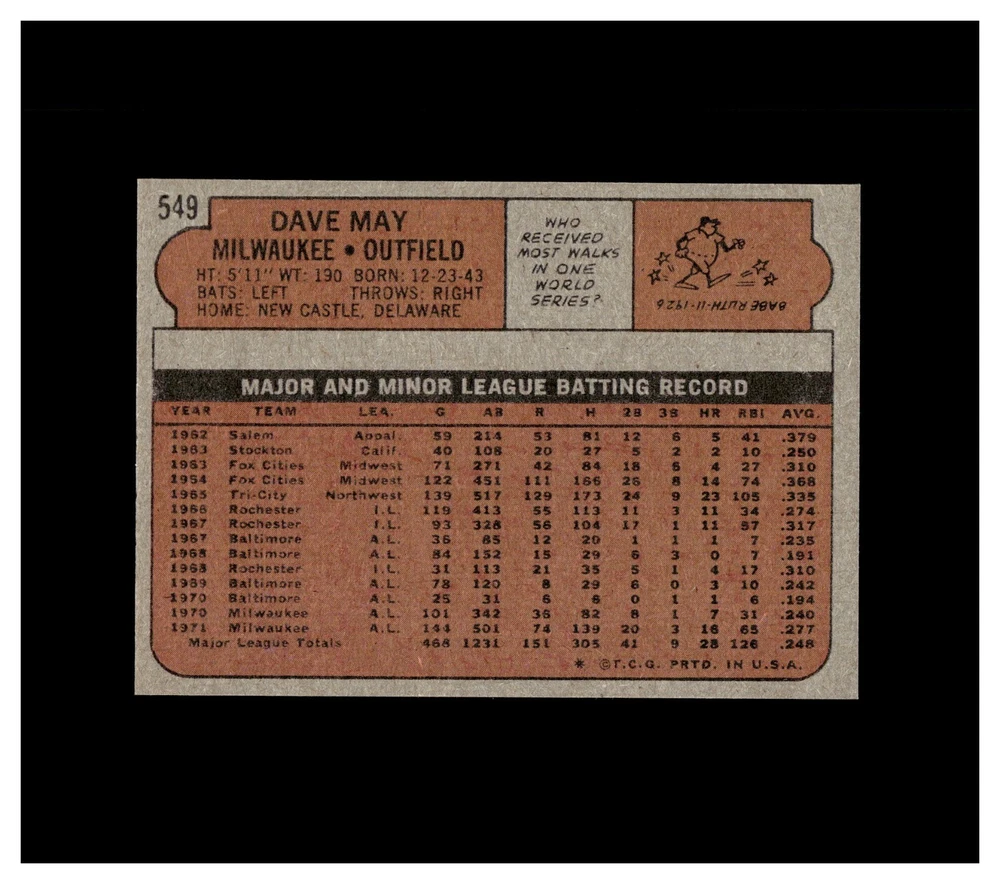 549
DAVE MAY
MILWAUKEE • OUTFIELD
HT: 5'11" WT: 190 BORN: 12-23-43
BATS: LEFT THROWS: RIGHT
HOME: NEW CASTLE, DELAWARE
WHO
RECEIVED
MOST WALKS
IN ONE
WORLD
SERIES?
BABE RUTH-11-1926
MAJOR AND MINOR LEAGUE BATTING RECORD
YEAR TEAM LEA. G AB R H 2B 3B HR RBI AVG.
1962 Salem Appal. 59 214 53 81 12 6 5 41 .379
1963 Stockton Calif. 40 108 20 27 5 2 2 10 .250
1963 Fox Cities Midwest 71 271 42 84 18 6 4 27 .310
1964 Fox Cities Midwest 122 451 111 166 26 8 14 74 .368
1965 Tri-City Northwest 139 517 129 173 24 9 23 105 .335
1966 Rochester I.L. 119 413 55 113 11 3 11 34 .274
1967 Rochester I.L. 93 328 56 104 17 1 11 57 .317
1967 Baltimore A.L. 36 85 12 20 1 1 1 7 .235
1968 Baltimore A.L. 84 152 15 29 6 3 0 7 .191
1968 Rochester I.L. 31 113 21 35 5 1 4 17 .310
1969 Baltimore A.L. 78 120 8 29 6 0 3 10 .242
1970 Baltimore A.L. 25 31 6 6 0 1 1 6 .194
1970 Milwaukee A.L. 101 342 36 82 8 1 7 31 .240
1971 Milwaukee A.L. 144 501 74 139 20 3 16 65 .277
Major League Totals 468 1231 151 305 41 9 28 126 .248
* ©T.C.G. PRTD. IN U.S.A.